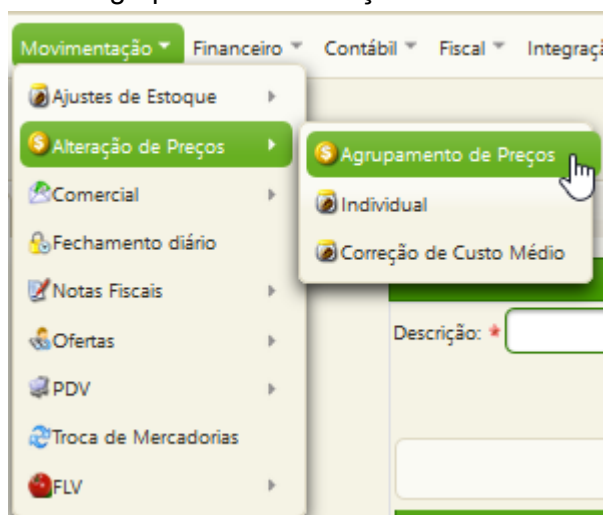 Movimentação Financeiro Contábil Fiscal
Ajustes de Estoque
Alteração de Preços
Agrupamento de Preços
Comercial
Individual
Fechamento diário
Correção de Custo Médio
Notas Fiscais
Ofertas
Descrição: *
PDV
Troca de Mercadorias
FLV